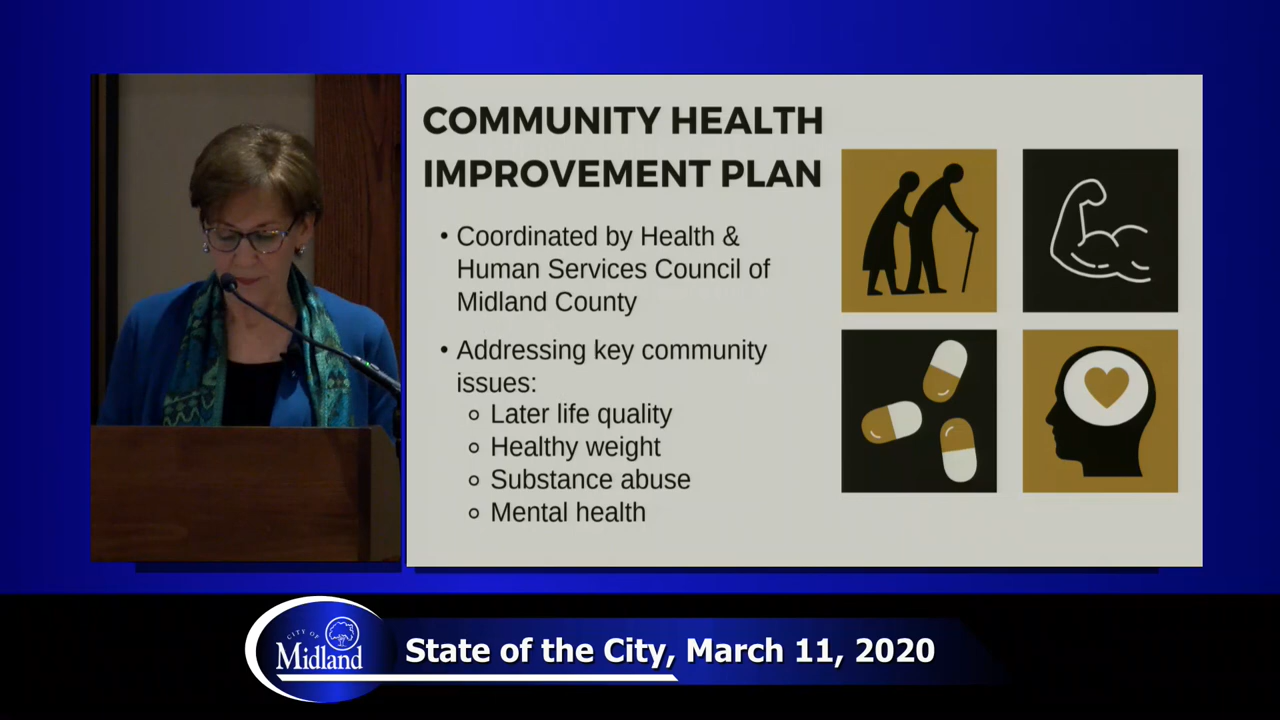 COMMUNITY HEALTH
IMPROVEMENT PLAN
• Coordinated by Health &
Human Services Council of
Midland County
• Addressing key community
issues:
Later life quality
Healthy weight
Substance abuse
Mental health
CITY OF
Midland
State of the City, March 11, 2020